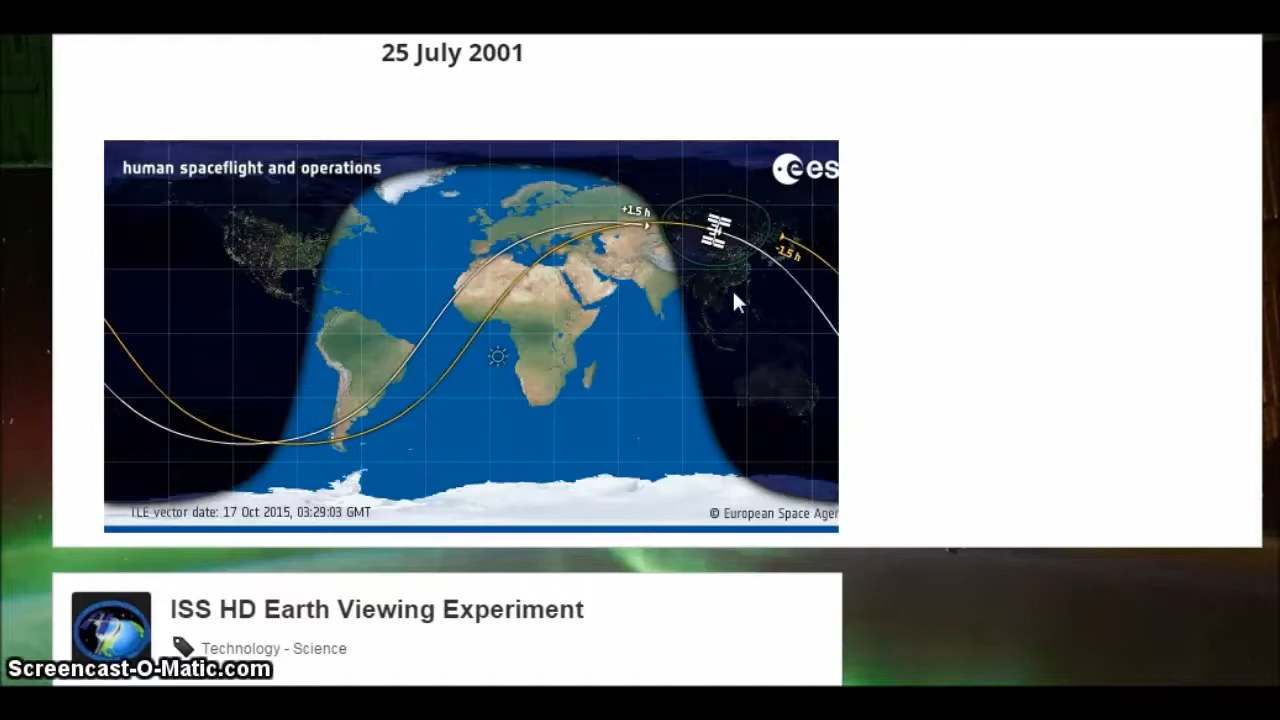 25 July 2001
human spaceflight and operations
es
+1.5 h
-1.5 h
TLE vector date: 17 Oct 2015, 03:29:03 GMT
© European Space Agen
ISS HD Earth Viewing Experiment
Technology - Science
Screencast-O-Matic.com